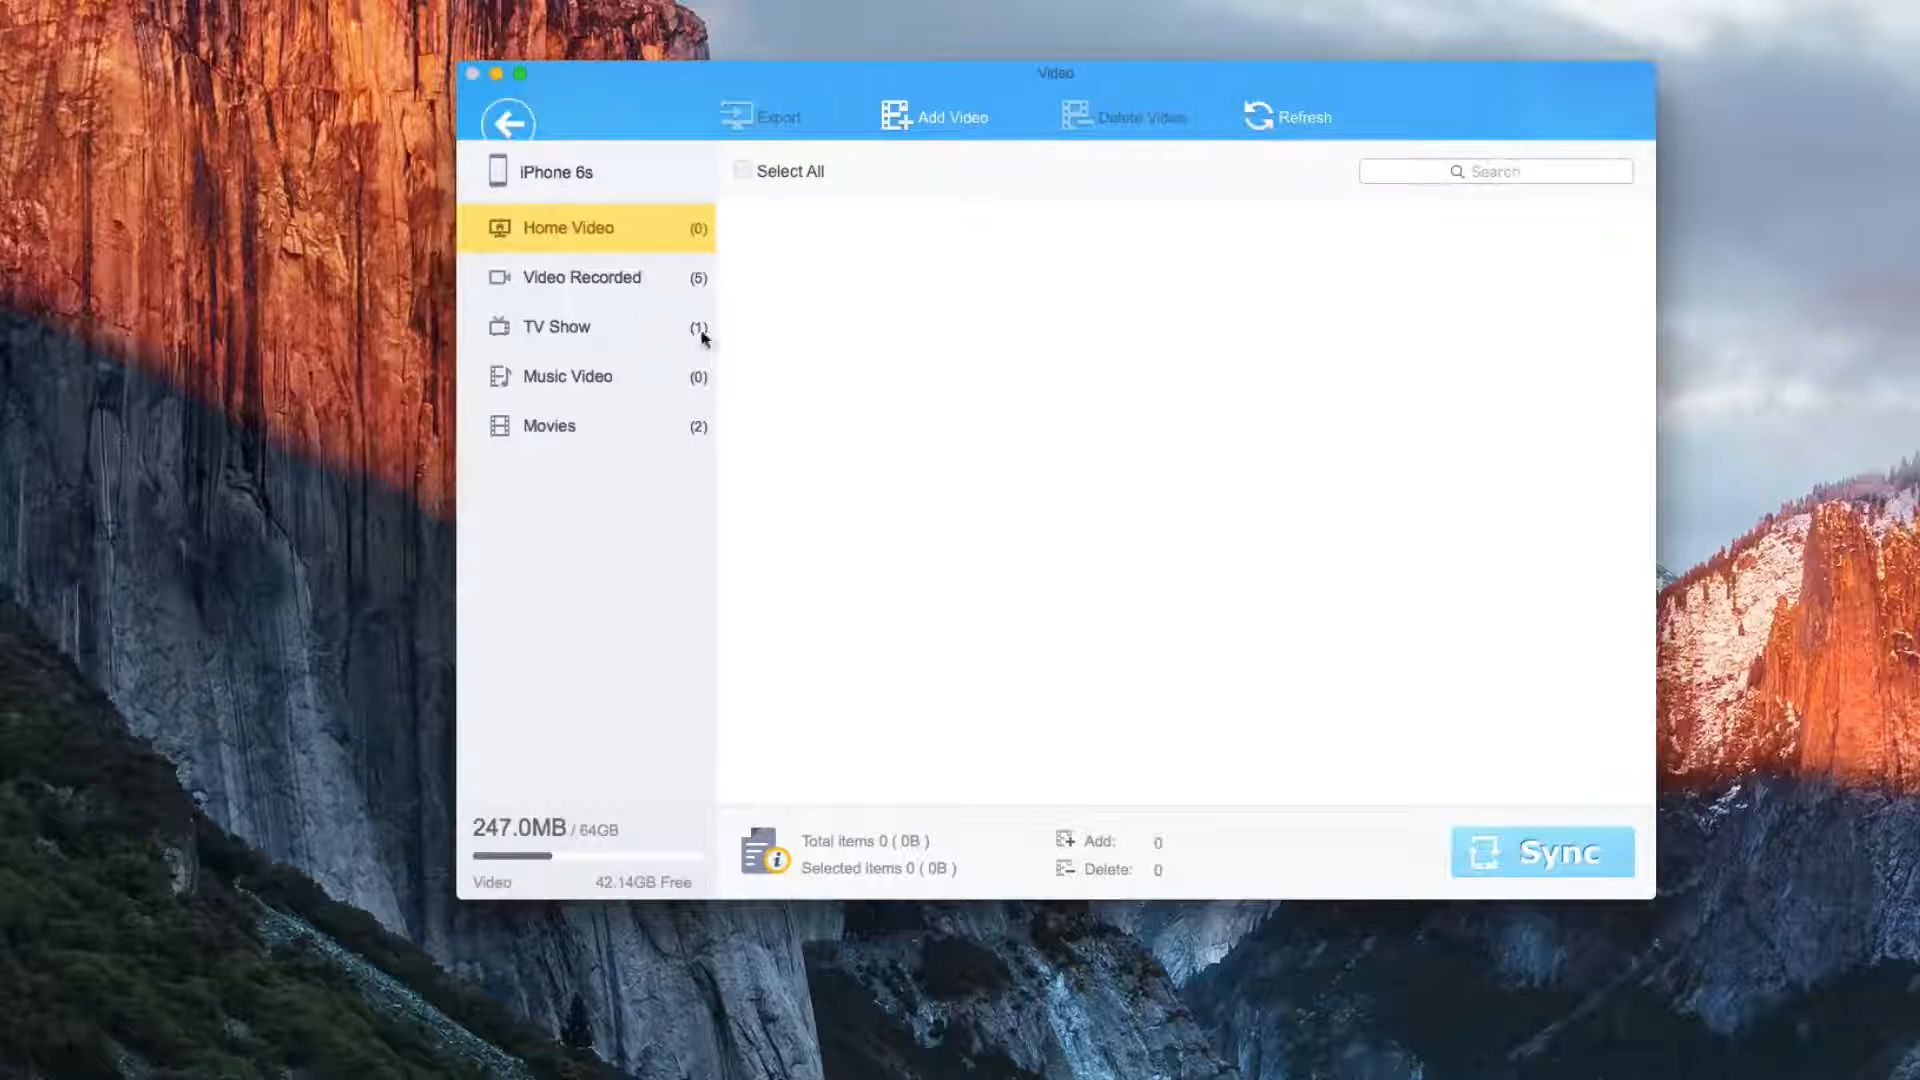 Video
Export
Add Video
Delete Video
Refresh
iPhone 6s
Select All
Search
Home Video (0)
Video Recorded (5)
TV Show (1)
Music Video (0)
Movies (2)
247.0MB / 64GB
Video 42.14GB Free
Total items 0 ( 0B )
Selected items 0 ( 0B )
Add: 0
Delete: 0
Sync